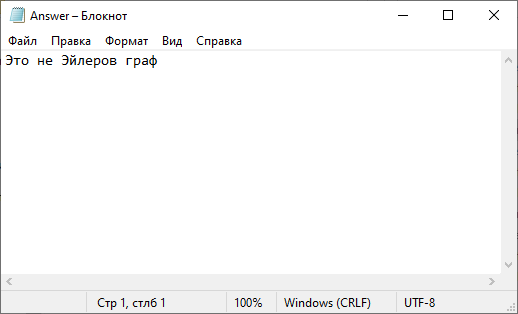 Answer – Блокнот
Файл Правка Формат Вид Справка
Это не Эйлеров граф
Стр 1, стлб 1 100% Windows (CRLF) UTF-8